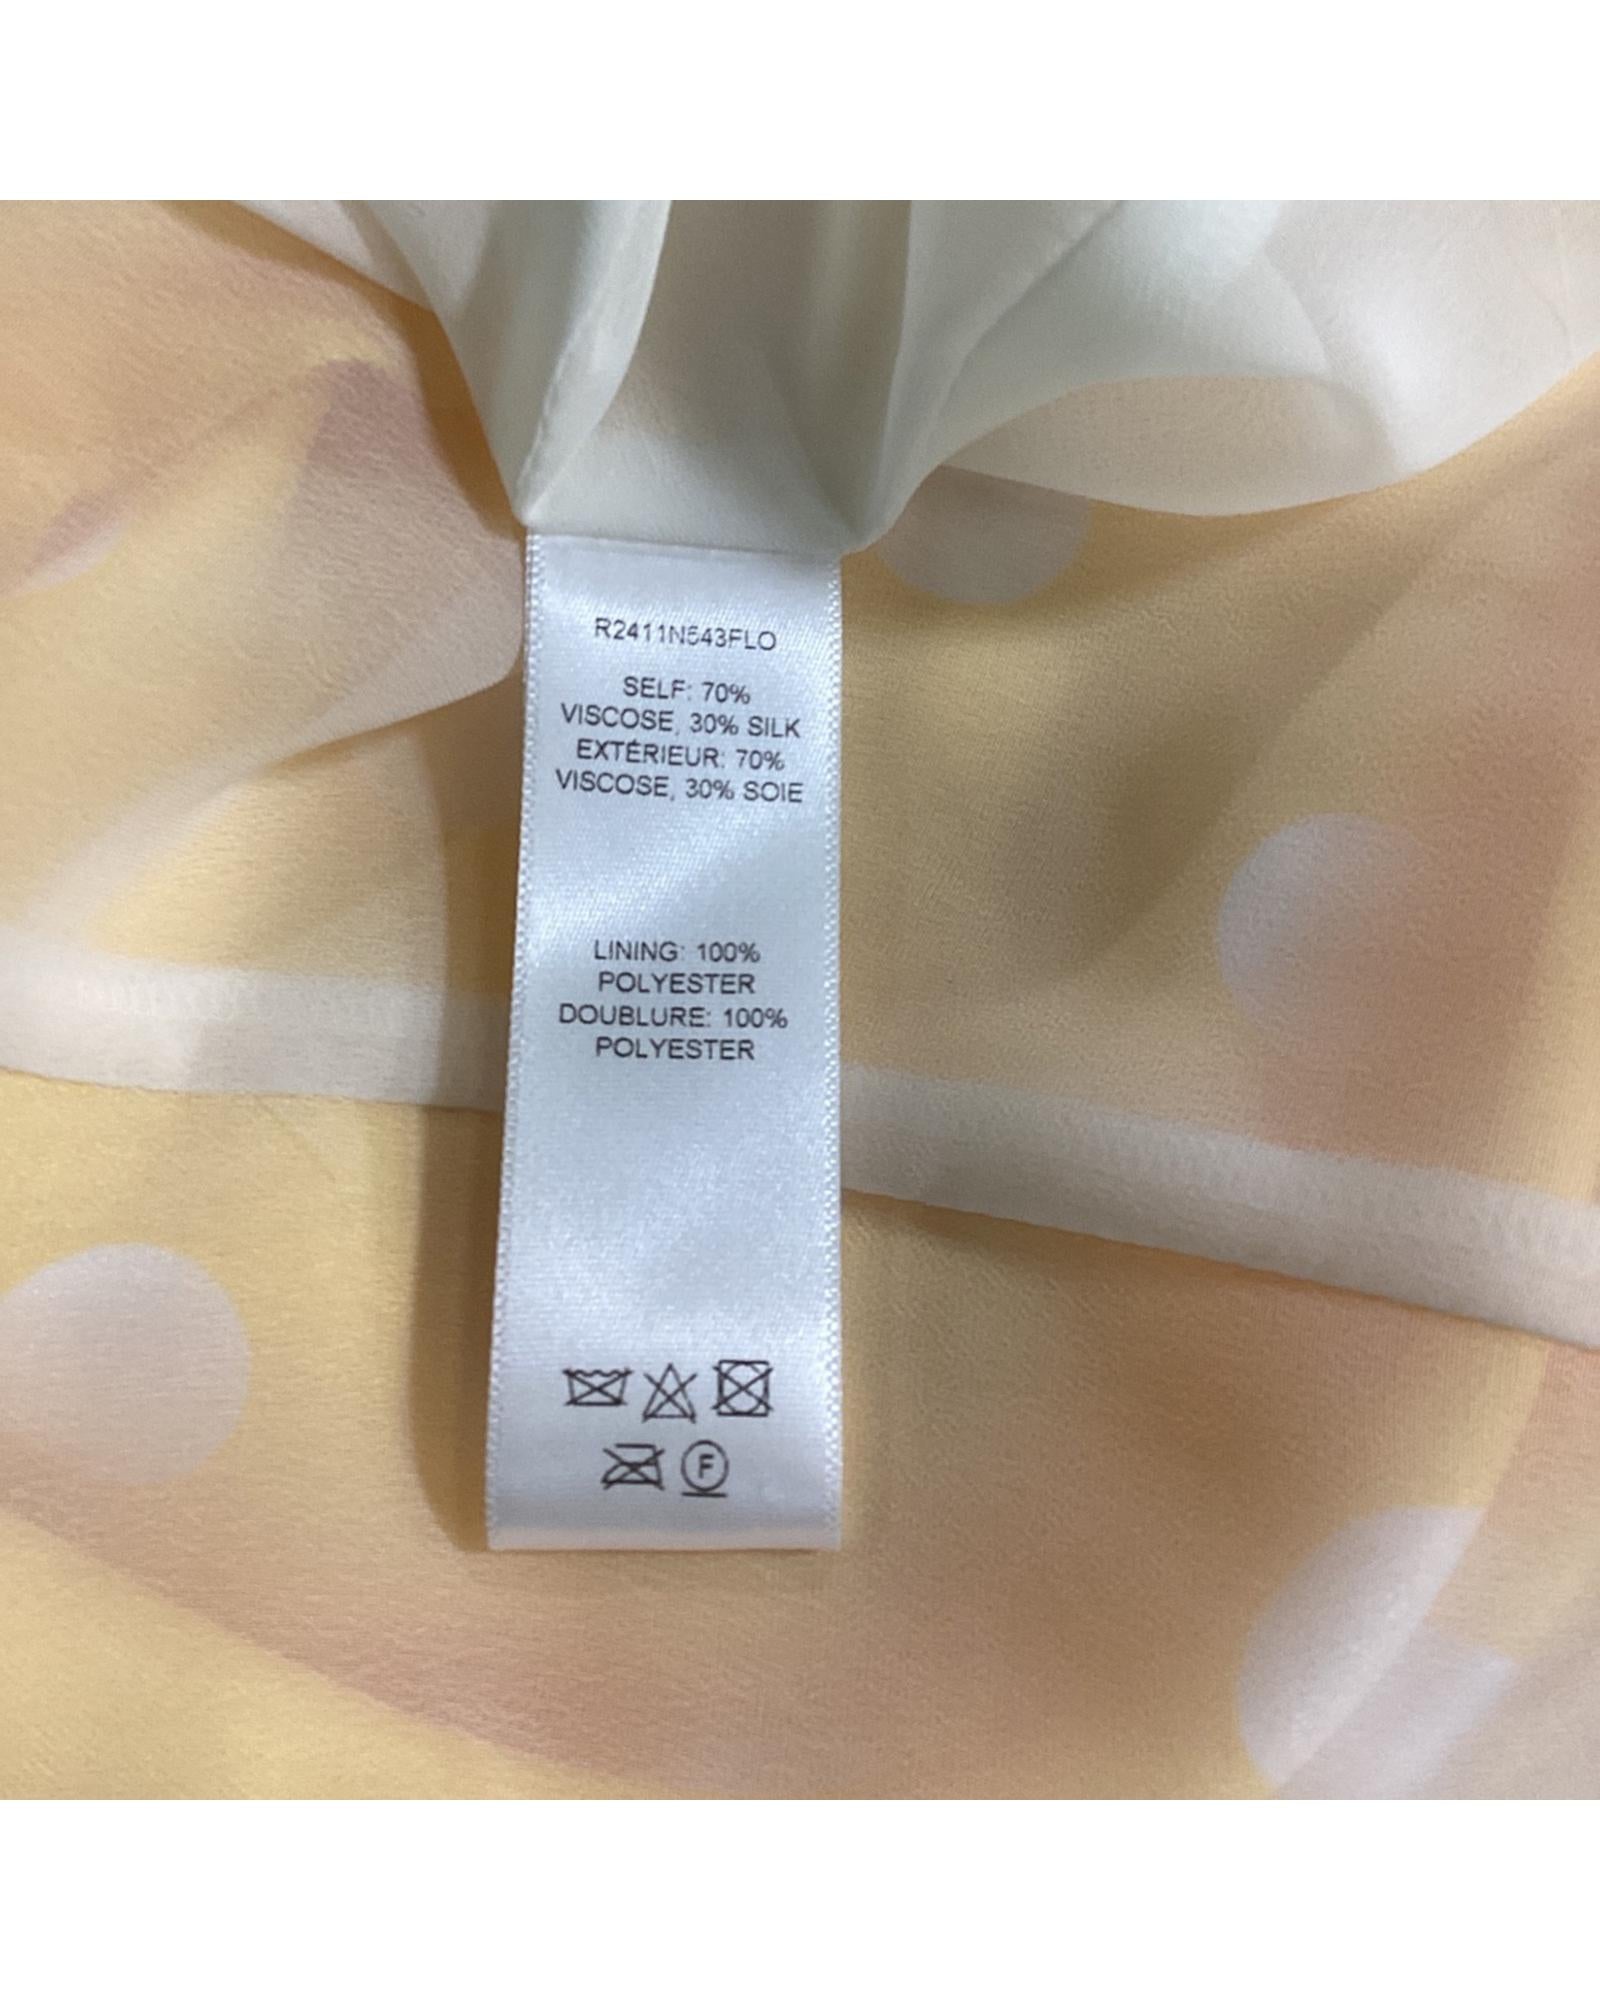 R2411N543FLO
SELF: 70%
VISCOSE, 30% SILK
EXTÉRIEUR: 70%
VISCOSE, 30% SOIE
LINING: 100%
POLYESTER
DOUBLURE: 100%
POLYESTER
F